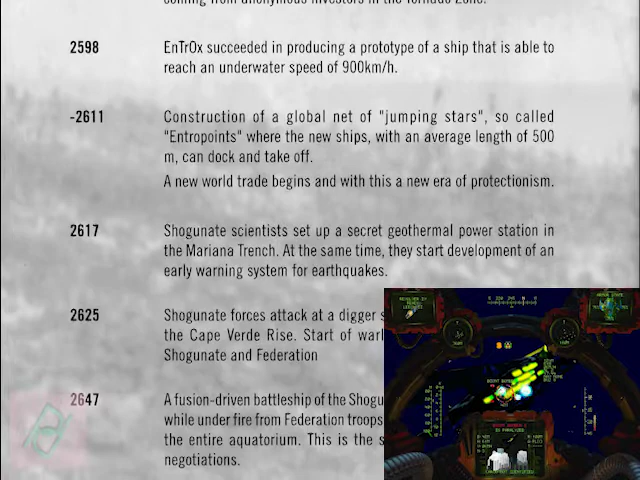 coming from anonymous investors in the Tornado Zone.
2598 EnTrOx succeeded in producing a prototype of a ship that is able to
reach an underwater speed of 900km/h.
-2611 Construction of a global net of "jumping stars", so called
"Entropoints" where the new ships, with an average length of 500
m, can dock and take off.
A new world trade begins and with this a new era of protectionism.
2617 Shogunate scientists set up a secret geothermal power station in
the Mariana Trench. At the same time, they start development of an
early warning system for earthquakes.
2625 Shogunate forces attack at a digger
the Cape Verde Rise. Start of
Shogunate and Federation
2647 A fusion-driven battleship of the
while under fire from Federation troops
the entire aquatorium. This is the
negotiations.
IS PARALYZED